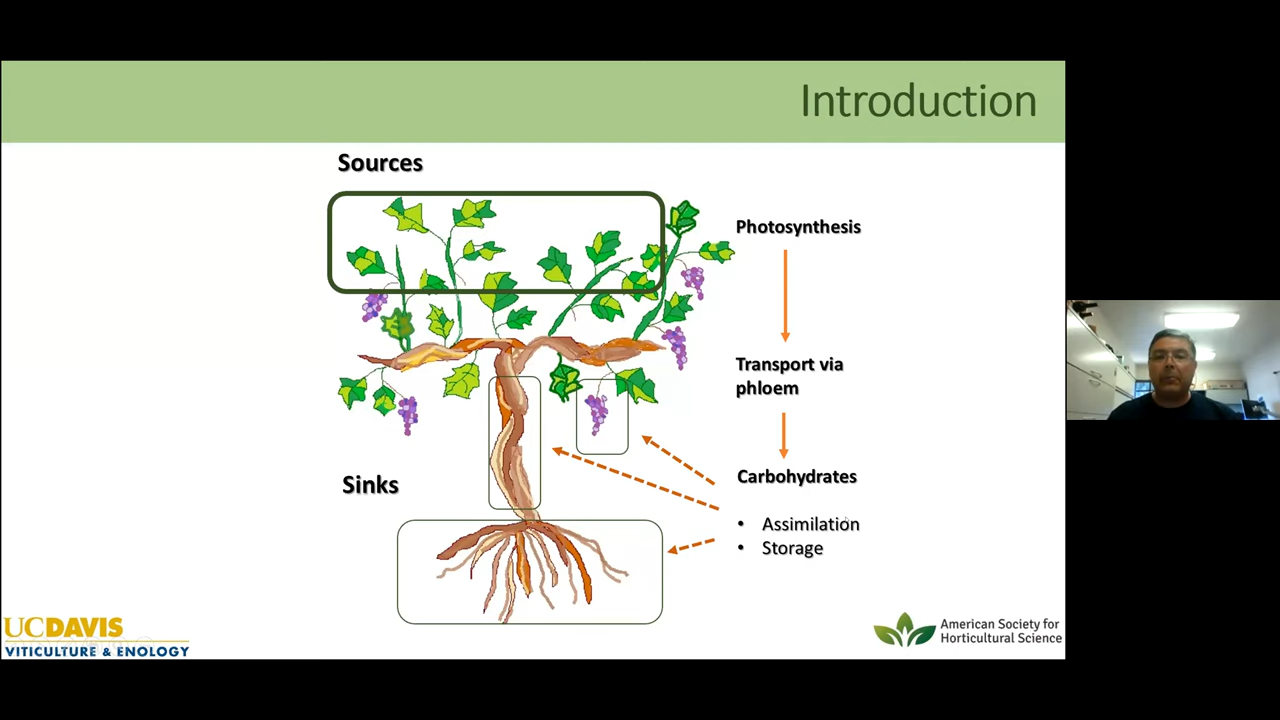 Introduction
Sources
Photosynthesis
Transport via
phloem
Sinks
Carbohydrates
• Assimilation
• Storage
UCDAVIS
VITICULTURE & ENOLOGY
American Society for
Horticultural Science